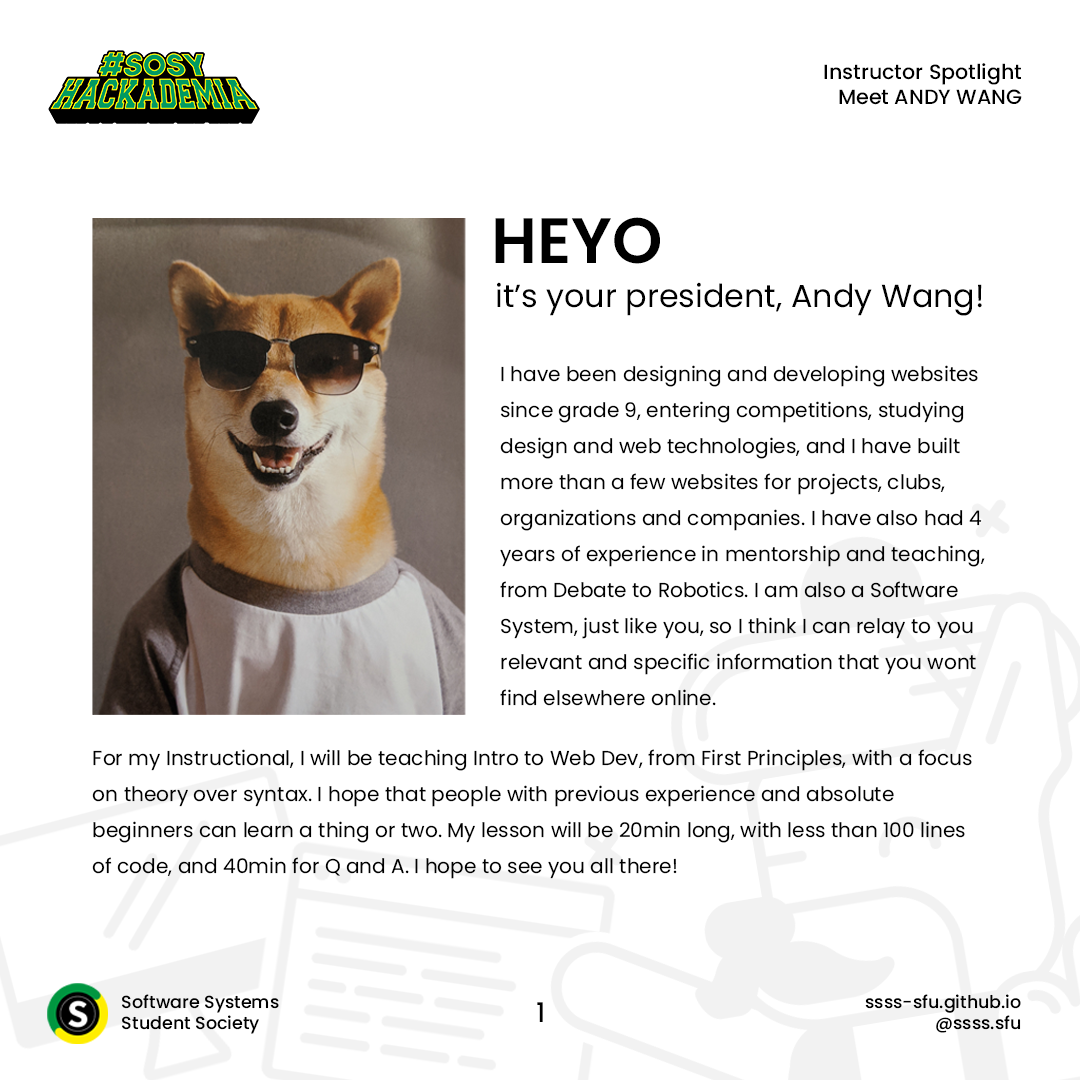 #SOSY
HACKADEMIA
Instructor Spotlight
Meet ANDY WANG
HEYO
it's your president, Andy Wang!
I have been designing and developing websites
since grade 9, entering competitions, studying
design and web technologies, and I have built
more than a few websites for projects, clubs,
organizations and companies. I have also had 4
years of experience in mentorship and teaching,
from Debate to Robotics. I am also a Software
System, just like you, so I think I can relay to you
relevant and specific information that you wont
find elsewhere online.
For my Instructional, I will be teaching Intro to Web Dev, from First Principles, with a focus
on theory over syntax. I hope that people with previous experience and absolute
beginners can learn a thing or two. My lesson will be 20min long, with less than 100 lines
of code, and 40min for Q and A. I hope to see you all there!
S
Software Systems
Student Society
1
ssss-sfu.github.io
@ssss.sfu